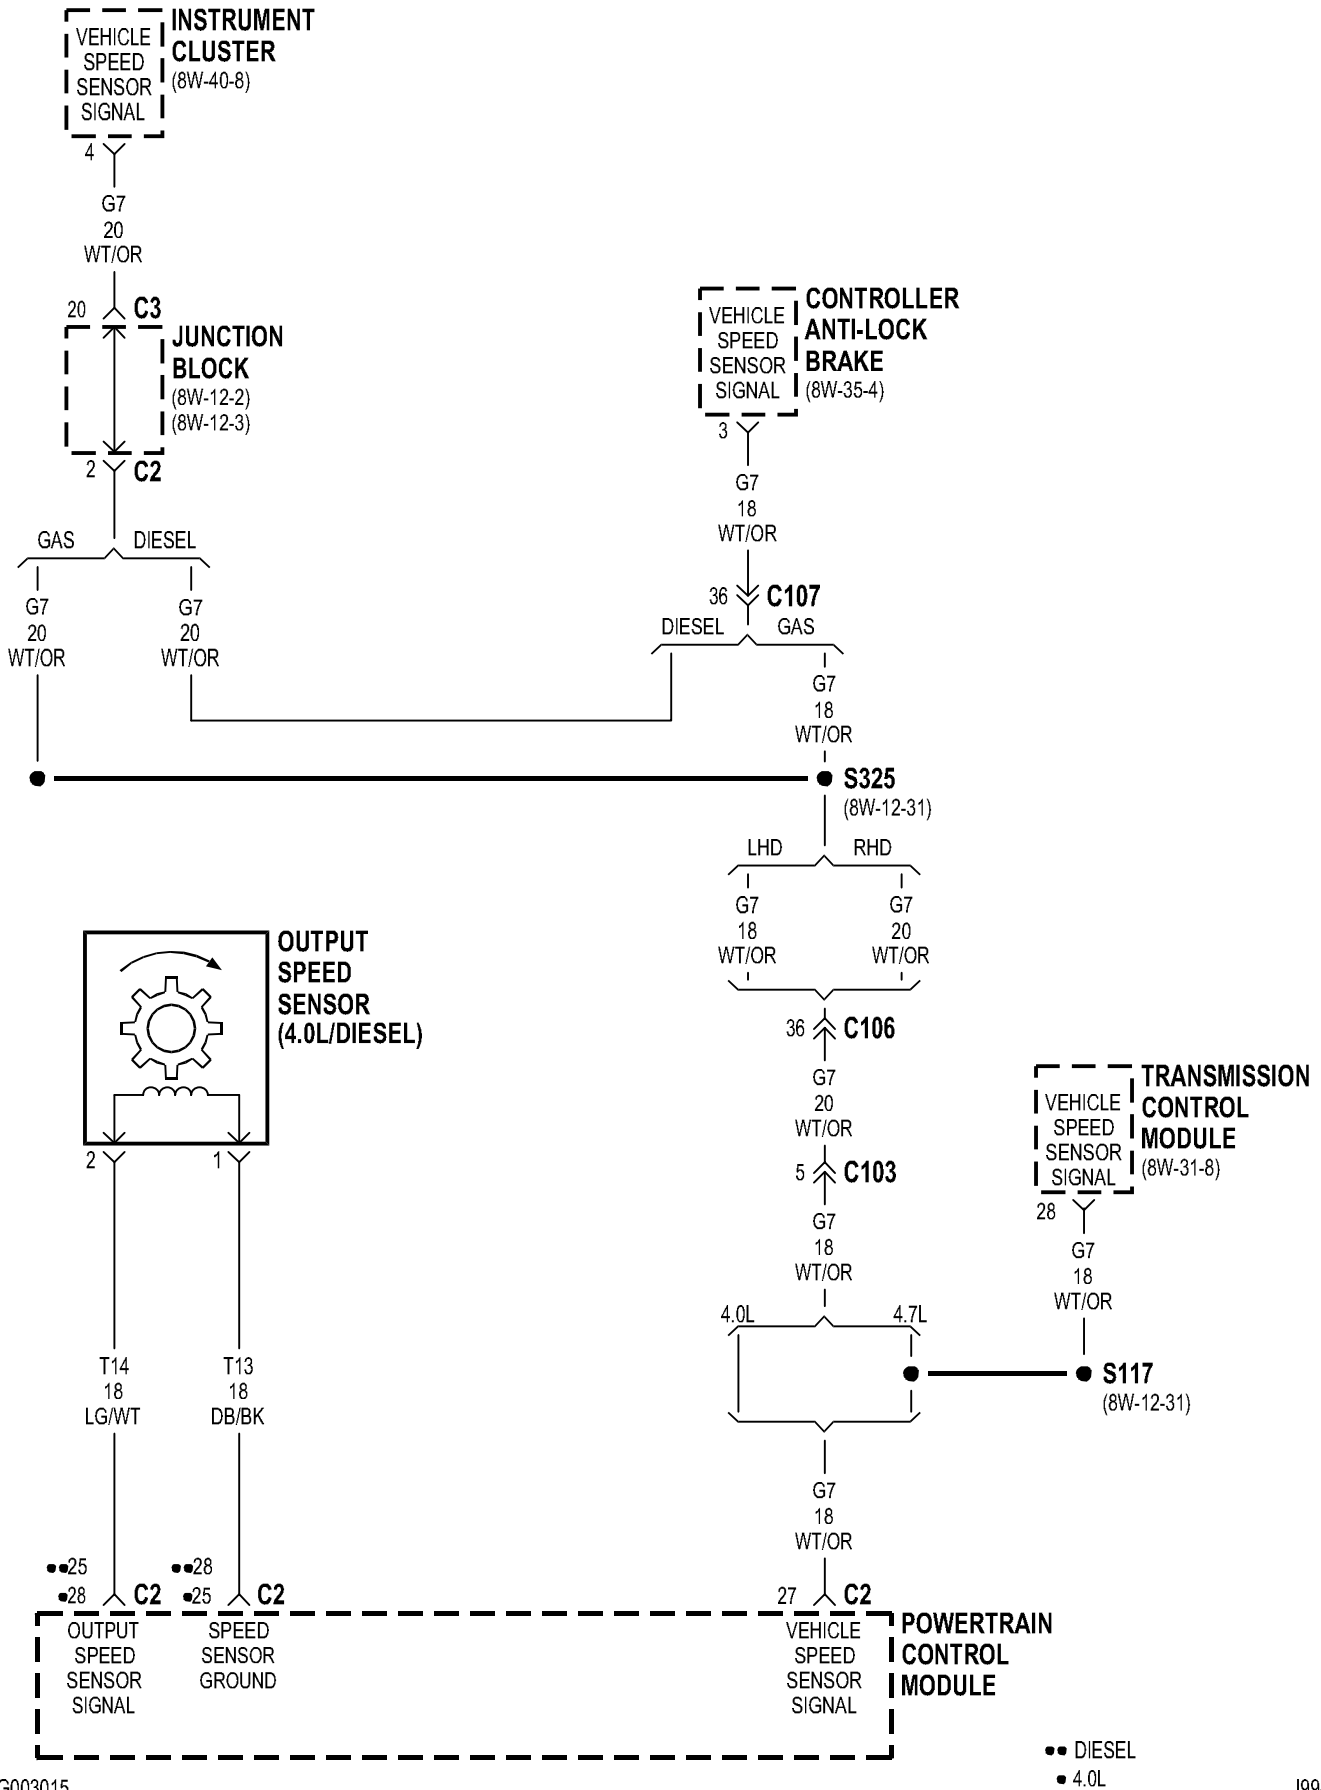 INSTRUMENT
CLUSTER
(8W-40-8)
VEHICLE
SPEED
SENSOR
SIGNAL
4
G7
20
WT/OR
20
C3
JUNCTION
BLOCK
(8W-12-2)
(8W-12-3)
2
C2
GAS
DIESEL
G7
20
WT/OR
G7
20
WT/OR
CONTROLLER
ANTI-LOCK
BRAKE
(8W-35-4)
VEHICLE
SPEED
SENSOR
SIGNAL
3
G7
18
WT/OR
36
C107
DIESEL
GAS
G7
18
WT/OR
S325
(8W-12-31)
LHD
RHD
G7
18
WT/OR
G7
20
WT/OR
36
C106
G7
20
WT/OR
5
C103
G7
18
WT/OR
4.0L
4.7L
TRANSMISSION
CONTROL
MODULE
(8W-31-8)
VEHICLE
SPEED
SENSOR
SIGNAL
28
G7
18
WT/OR
S117
(8W-12-31)
G7
18
WT/OR
27
C2
OUTPUT
SPEED
SENSOR
(4.0L/DIESEL)
2
1
T14
18
LG/WT
T13
18
DB/BK
••25
•28
C2
••28
•25
C2
OUTPUT
SPEED
SENSOR
SIGNAL
SPEED
SENSOR
GROUND
VEHICLE
SPEED
SENSOR
SIGNAL
POWERTRAIN
CONTROL
MODULE
•• DIESEL
• 4.0L
G003015